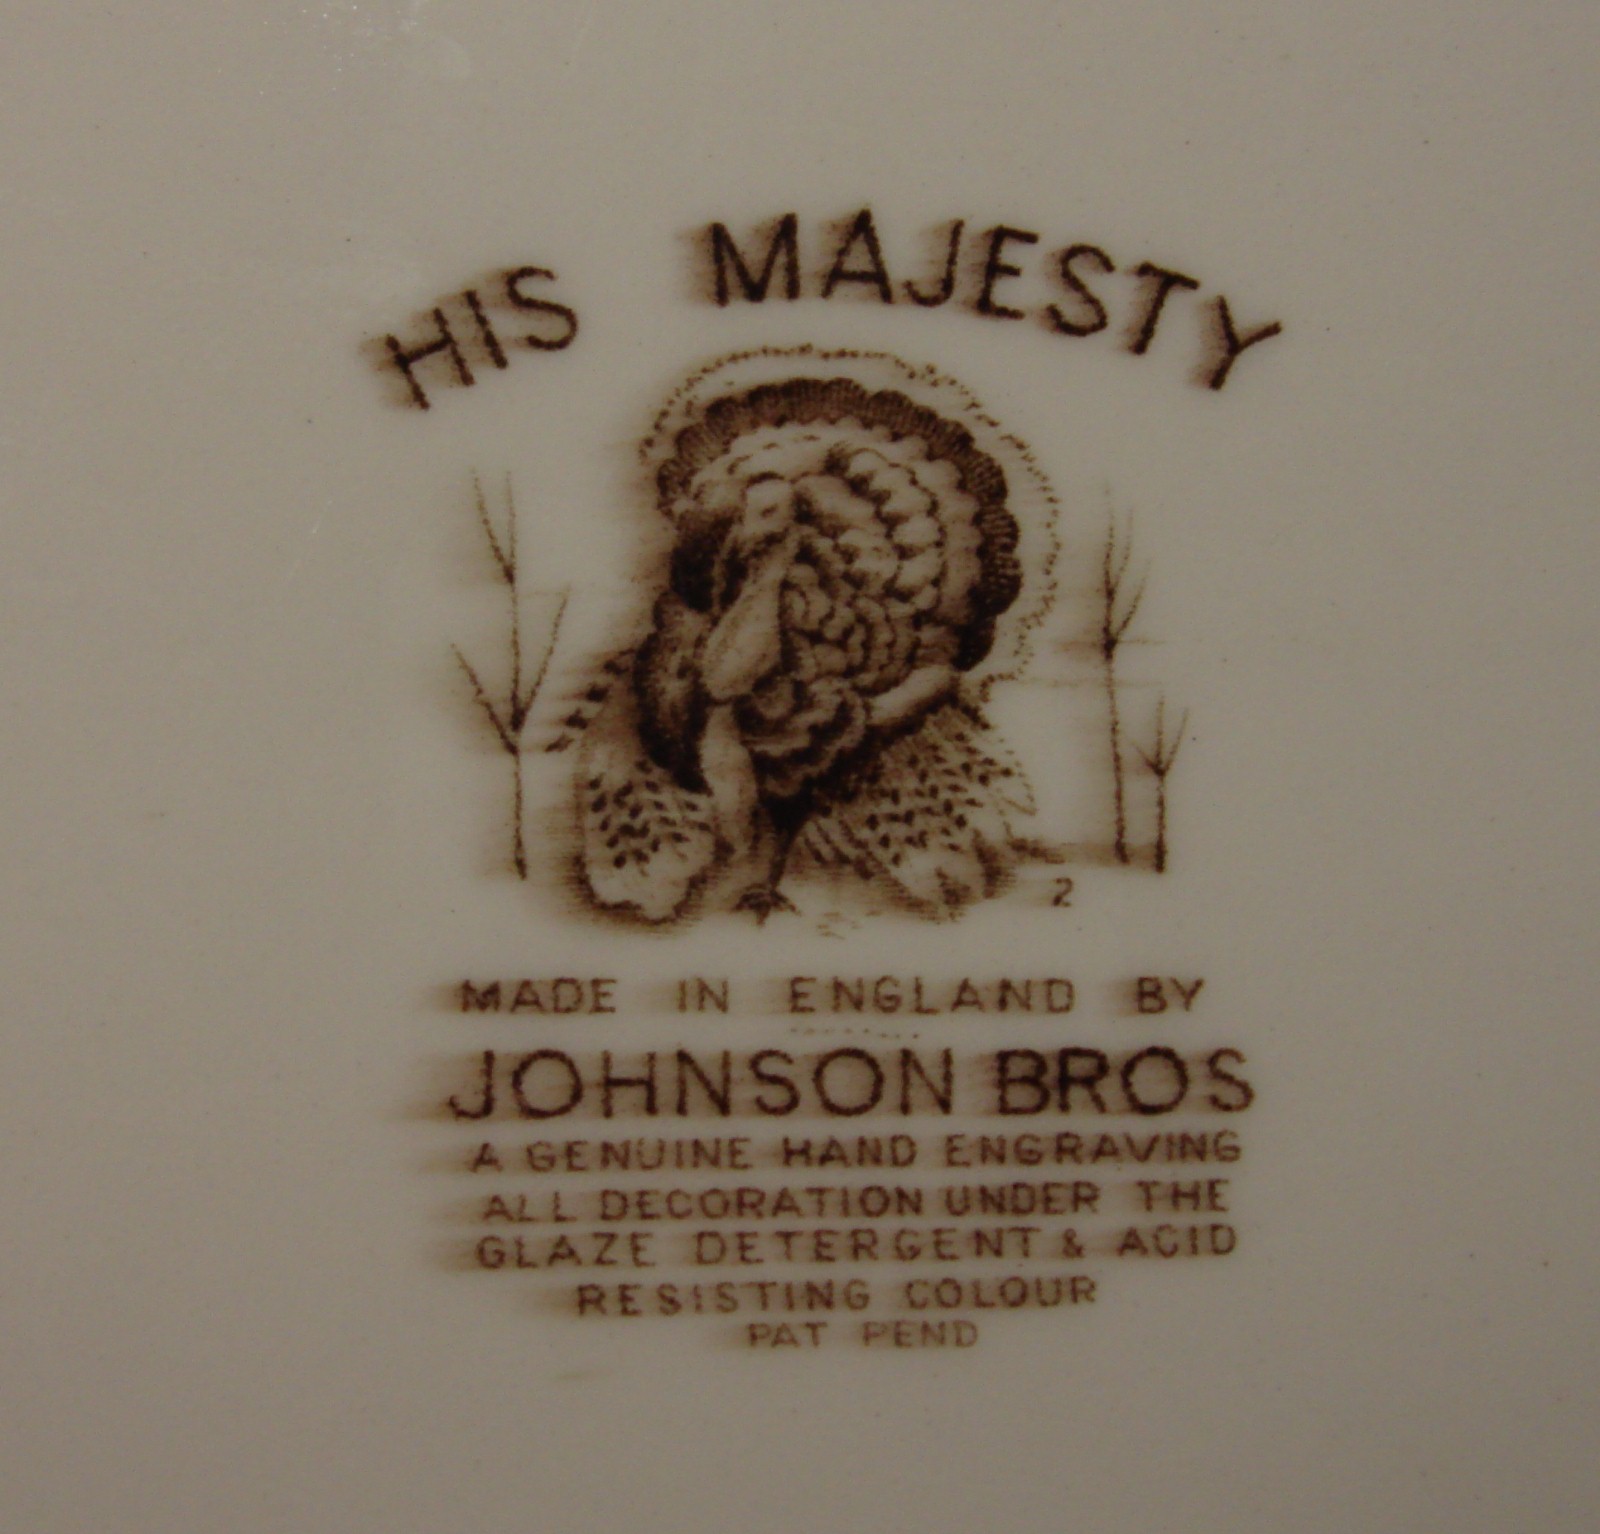 HIS MAJESTY
2
MADE IN ENGLAND BY
JOHNSON BROS
A GENUINE HAND ENGRAVING
ALL DECORATION UNDER THE
GLAZE DETERGENT & ACID
RESISTING COLOUR
PAT PEND